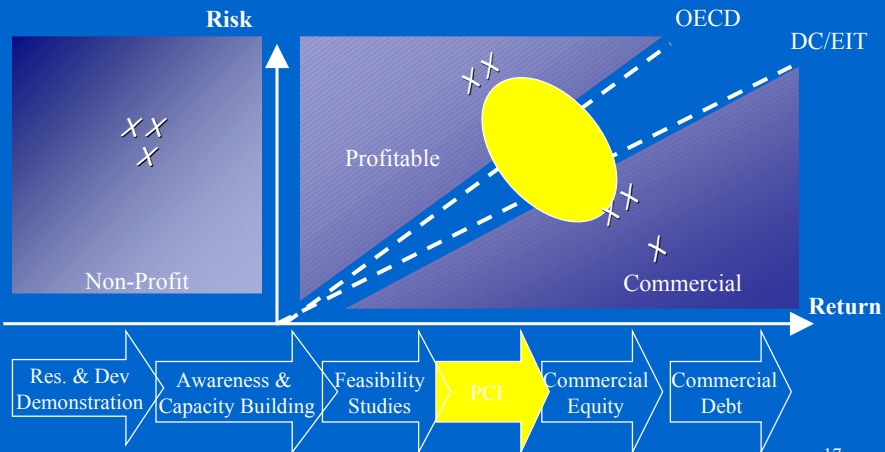 Risk
OECD
DC/EIT
X X
X
X X
Profitable
X X
X
Non-Profit
Commercial
Return
Res. & Dev
Demonstration
Awareness &
Capacity Building
Feasibility
Studies
PCI
Commercial
Equity
Commercial
Debt
17